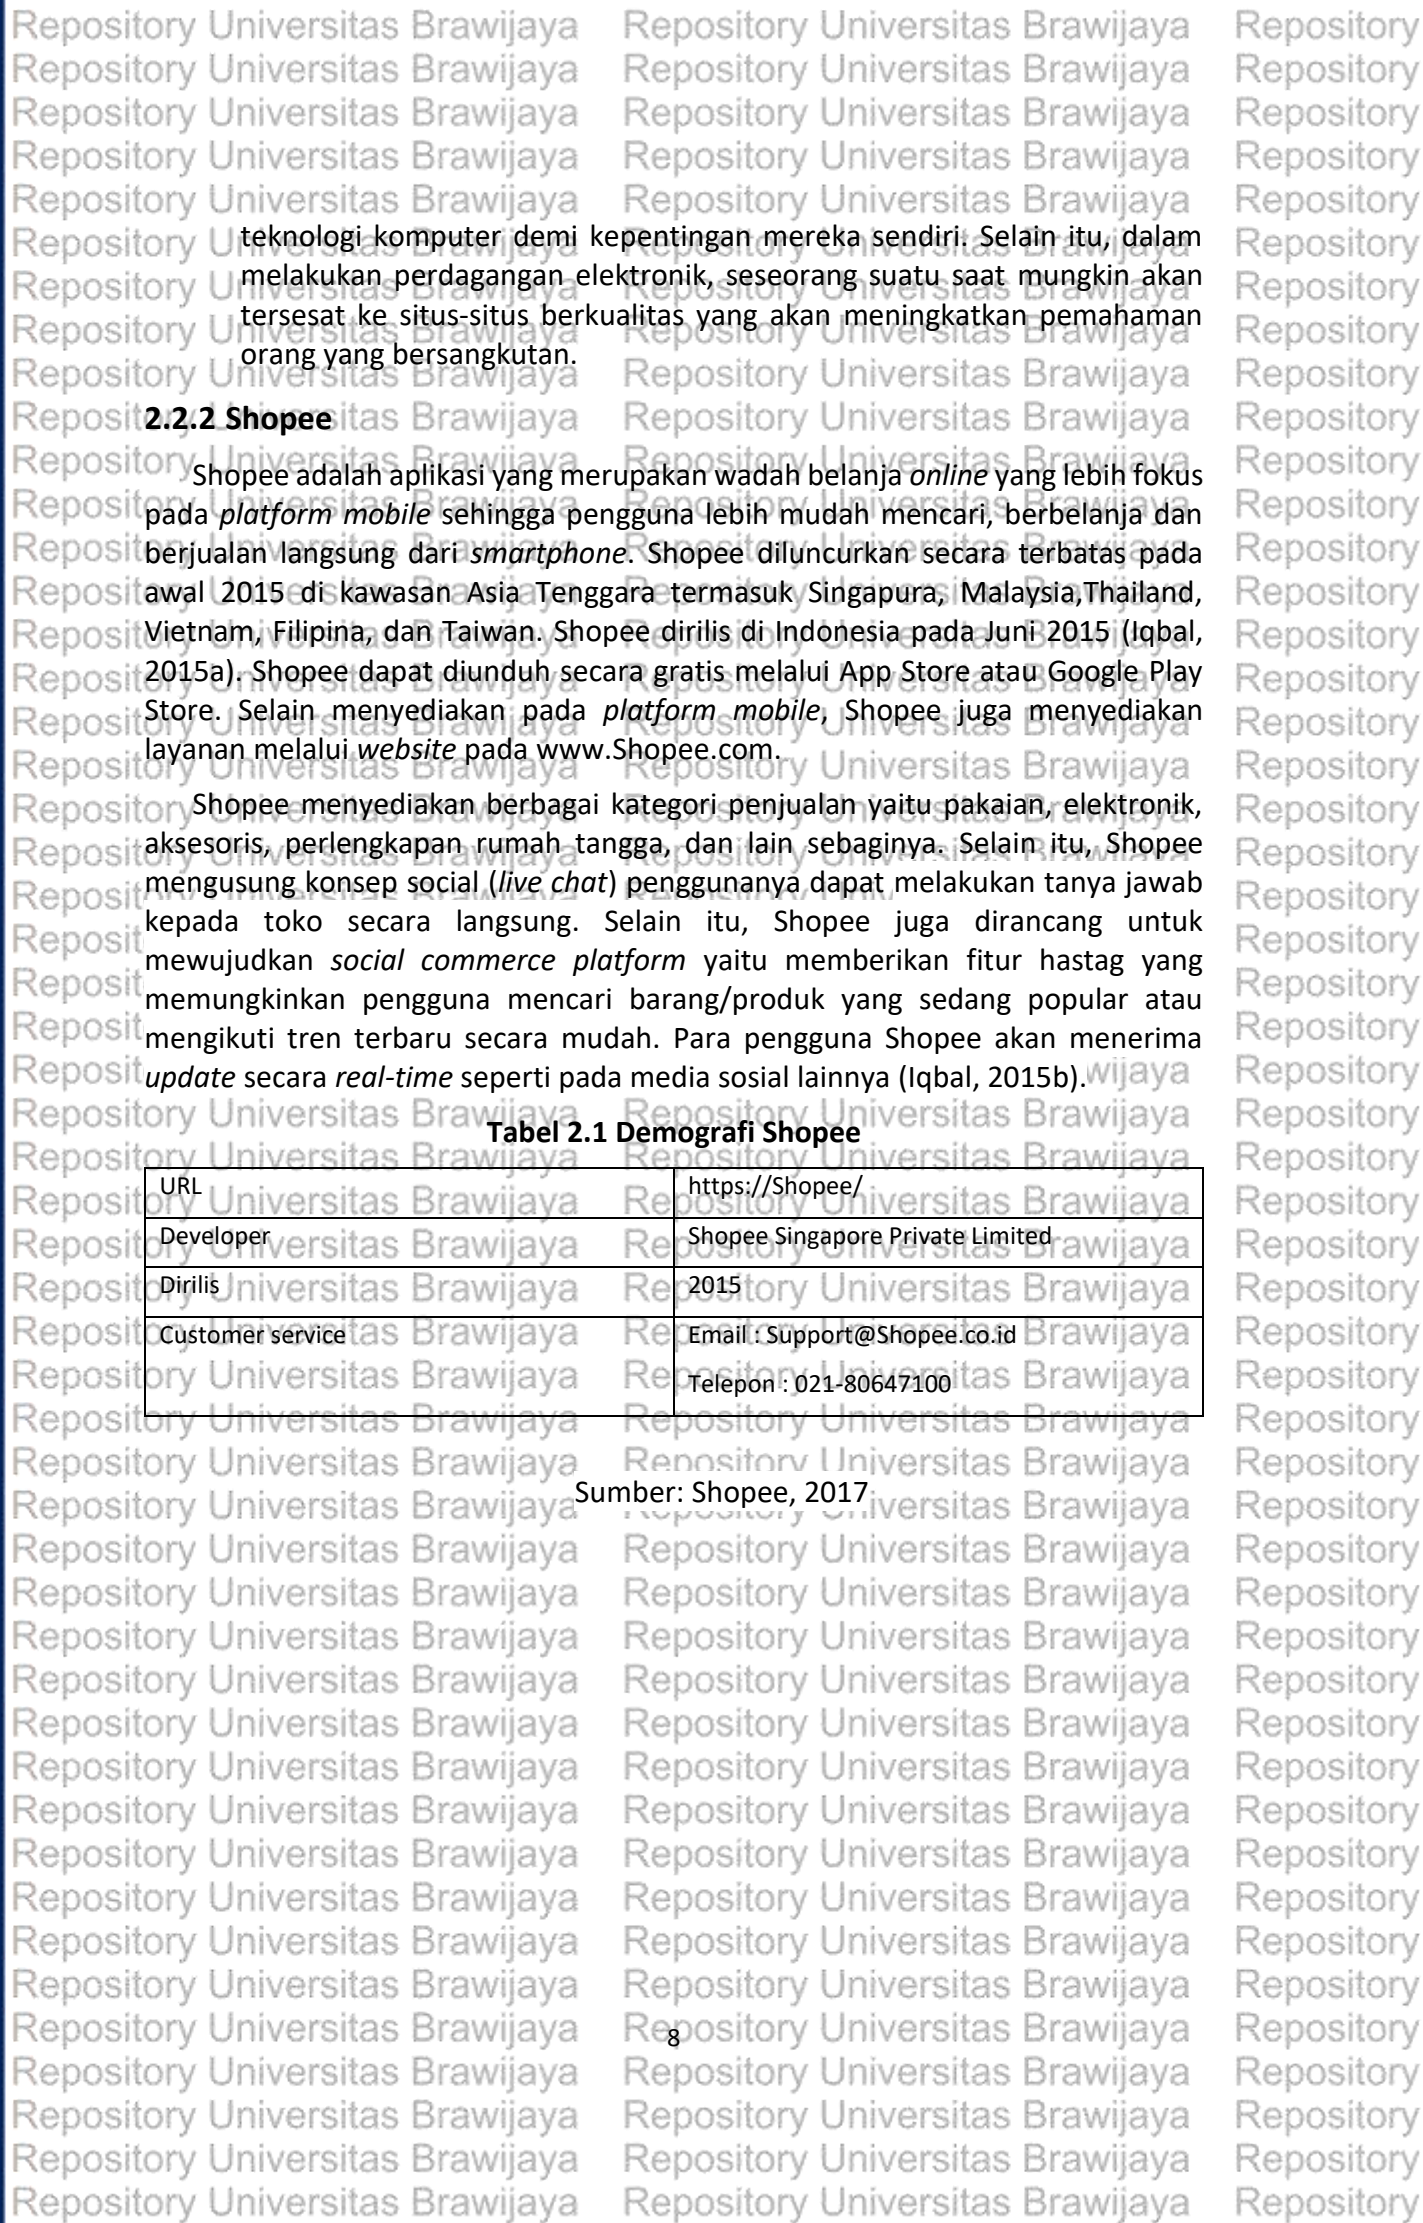 teknologi komputer demi kepentingan mereka sendiri. Selain itu, dalam
melakukan perdagangan elektronik, seseorang suatu saat mungkin akan
tersesat ke situs-situs berkualitas yang akan meningkatkan pemahaman
orang yang bersangkutan.
2.2.2 Shopee
Shopee adalah aplikasi yang merupakan wadah belanja online yang lebih fokus
pada platform mobile sehingga pengguna lebih mudah mencari, berbelanja dan
berjualan langsung dari smartphone. Shopee diluncurkan secara terbatas pada
awal 2015 di kawasan Asia Tenggara termasuk Singapura, Malaysia,Thailand,
Vietnam, Filipina, dan Taiwan. Shopee dirilis di Indonesia pada Juni 2015 (Iqbal,
2015a). Shopee dapat diunduh secara gratis melalui App Store atau Google Play
Store. Selain menyediakan pada platform mobile, Shopee juga menyediakan
layanan melalui website pada www.Shopee.com.
Shopee menyediakan berbagai kategori penjualan yaitu pakaian, elektronik,
aksesoris, perlengkapan rumah tangga, dan lain sebaginya. Selain itu, Shopee
mengusung konsep social (live chat) penggunanya dapat melakukan tanya jawab
kepada toko secara langsung. Selain itu, Shopee juga dirancang untuk
mewujudkan social commerce platform yaitu memberikan fitur hastag yang
memungkinkan pengguna mencari barang/produk yang sedang popular atau
mengikuti tren terbaru secara mudah. Para pengguna Shopee akan menerima
update secara real-time seperti pada media sosial lainnya (Iqbal, 2015b).
Tabel 2.1 Demografi Shopee
URL https://Shopee/
Developer Shopee Singapore Private Limited
Dirilis 2015
Customer service Email : Support@Shopee.co.id
Telepon : 021-80647100
Sumber: Shopee, 2017
8